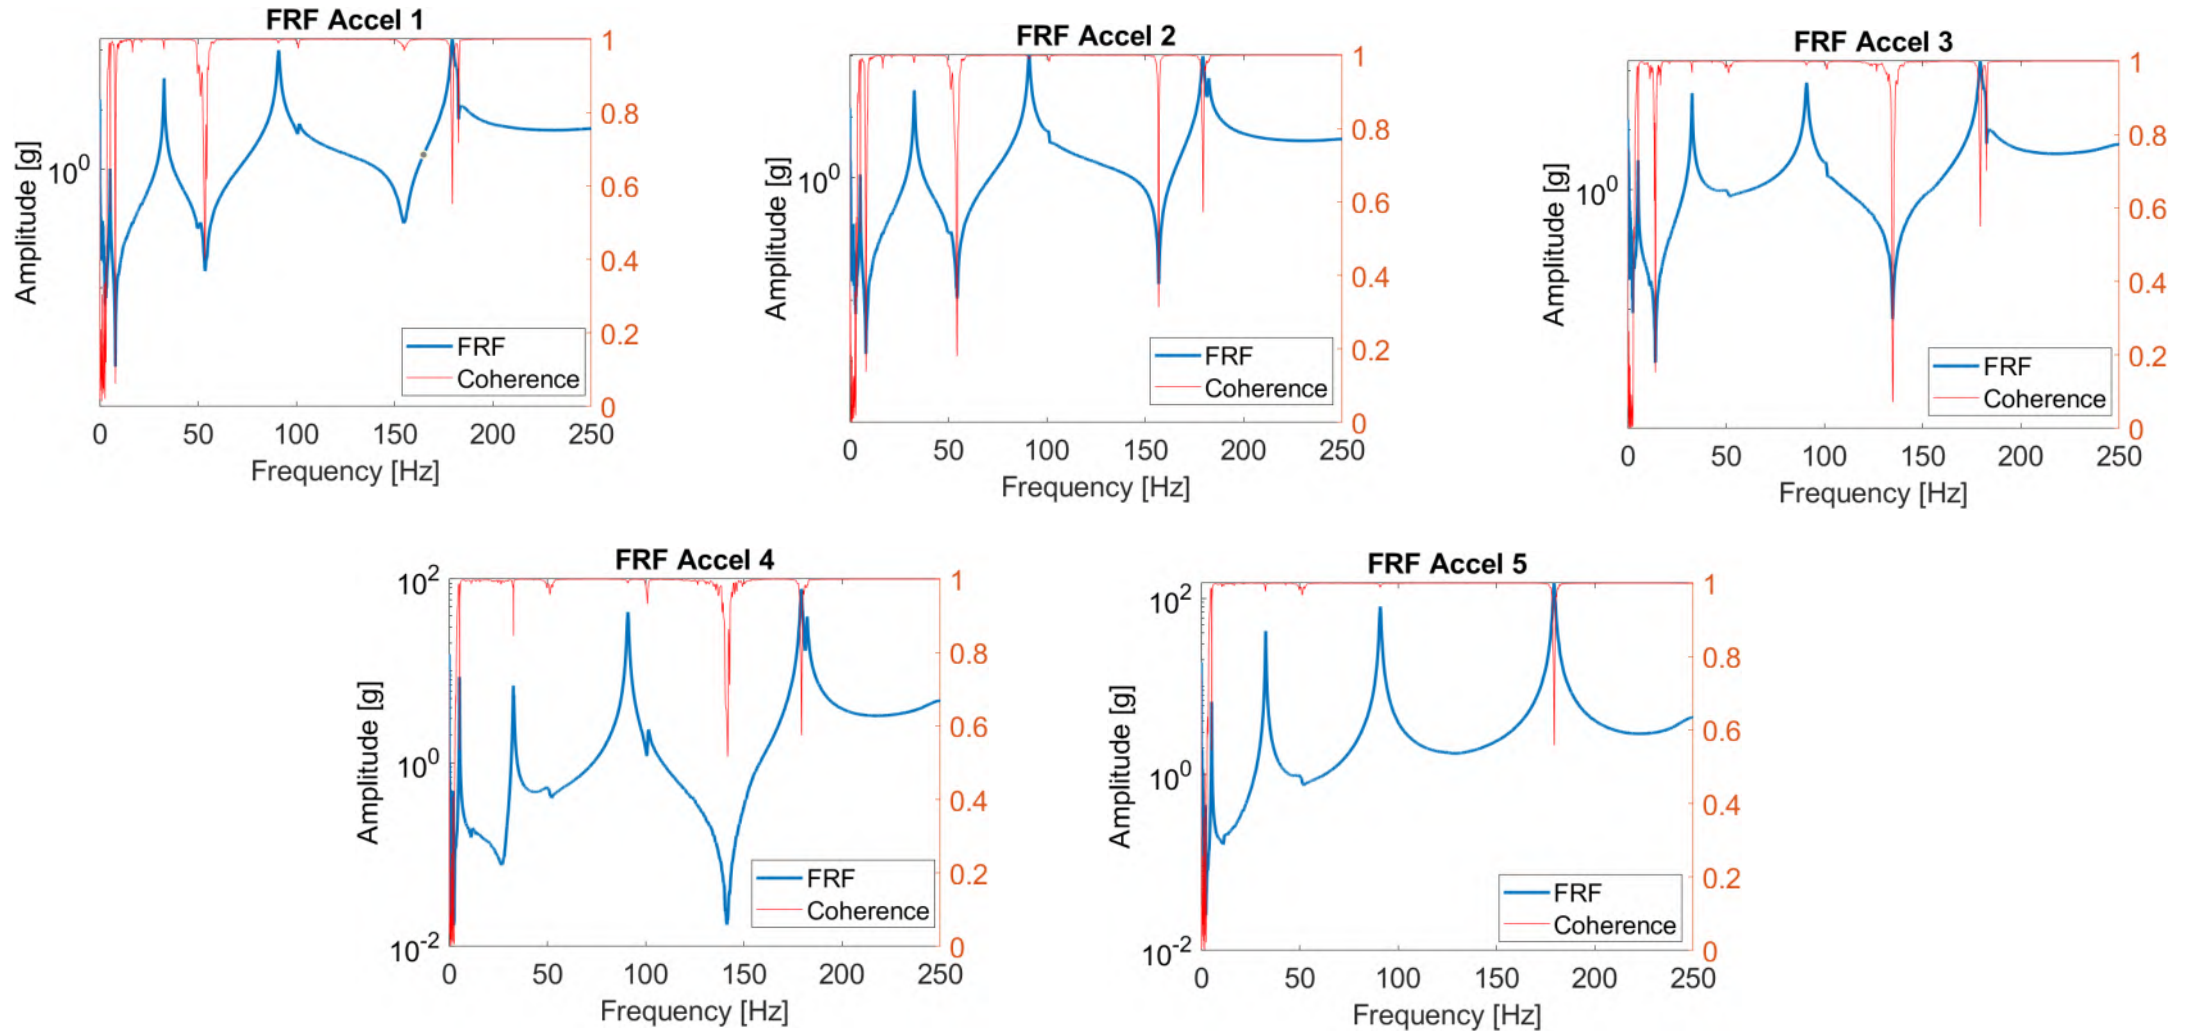 FRF Accel 1
Amplitude [g]
10^0
1
0.8
0.6
0.4
0.2
0
FRF
Coherence
0 50 100 150 200 250
Frequency [Hz]
FRF Accel 2
Amplitude [g]
10^0
1
0.8
0.6
0.4
0.2
0
FRF
Coherence
0 50 100 150 200 250
Frequency [Hz]
FRF Accel 3
Amplitude [g]
10^0
1
0.8
0.6
0.4
0.2
0
FRF
Coherence
0 50 100 150 200 250
Frequency [Hz]
FRF Accel 4
Amplitude [g]
10^2
10^0
10^-2
1
0.8
0.6
0.4
0.2
0
FRF
Coherence
0 50 100 150 200 250
Frequency [Hz]
FRF Accel 5
Amplitude [g]
10^2
10^0
10^-2
1
0.8
0.6
0.4
0.2
0
FRF
Coherence
0 50 100 150 200 250
Frequency [Hz]